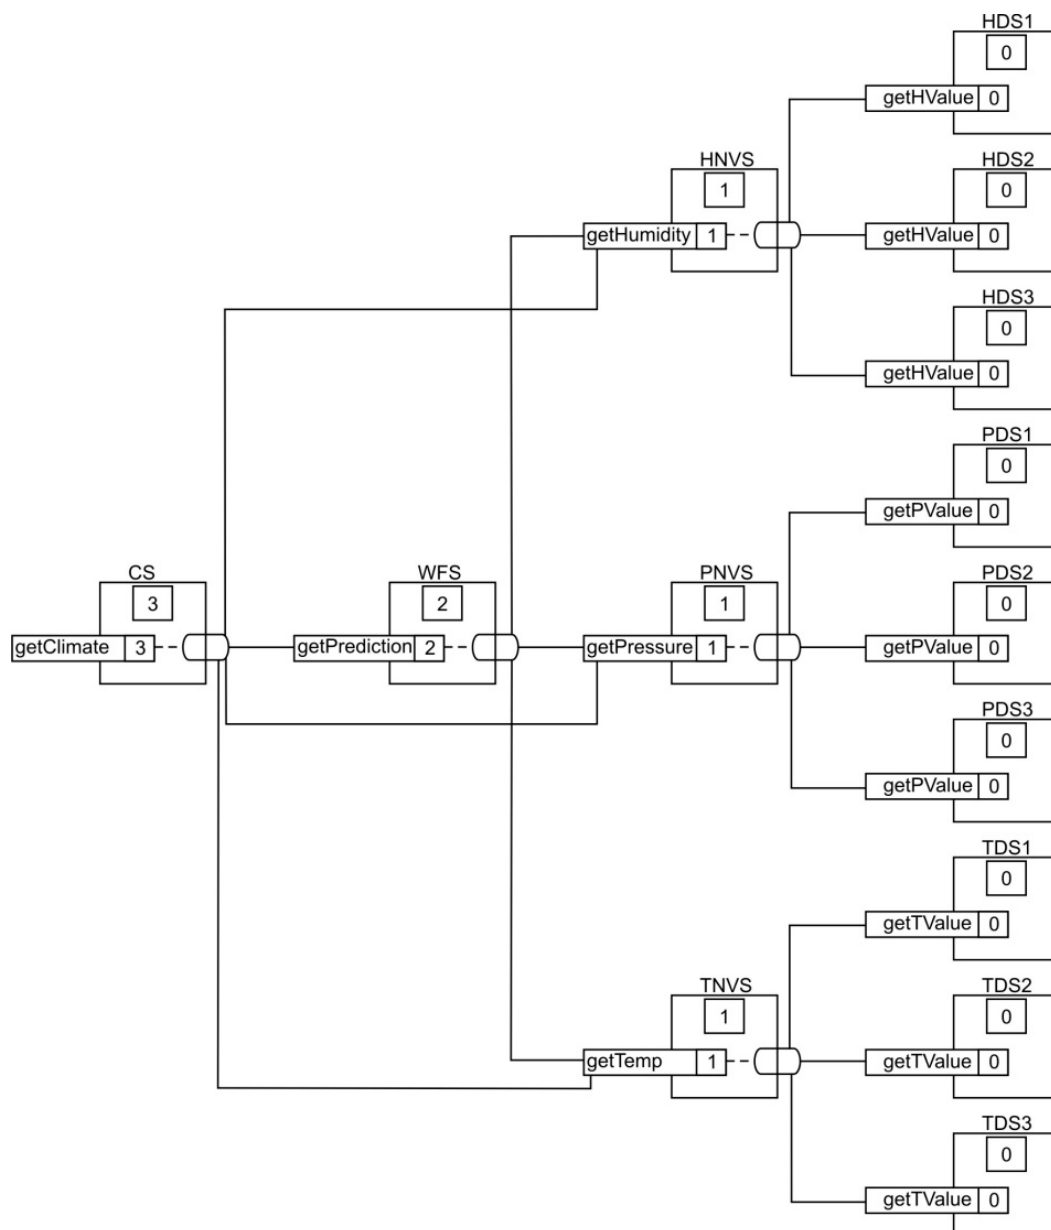 HDS1
0
getHValue 0
HNVS
1
getHumidity 1
HDS2
0
getHValue 0
HDS3
0
getHValue 0
PDS1
0
getPValue 0
CS
3
getClimate 3
WFS
2
getPrediction 2
PNVS
1
getPressure 1
PDS2
0
getPValue 0
PDS3
0
getPValue 0
TDS1
0
getTValue 0
TNVS
1
getTemp 1
TDS2
0
getTValue 0
TDS3
0
getTValue 0